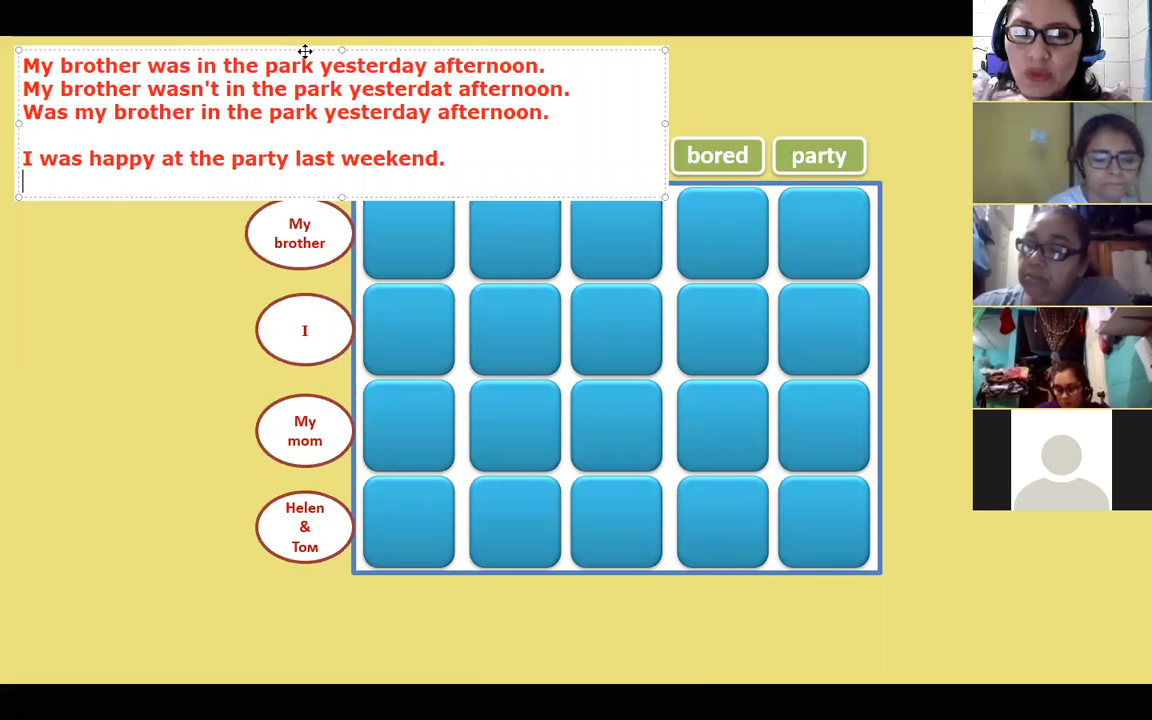 My brother was in the park yesterday afternoon.
My brother wasn't in the park yesterdat afternoon.
Was my brother in the park yesterday afternoon.
I was happy at the party last weekend.
bored
party
My
brother
I
My
mom
Helen
&
Tom